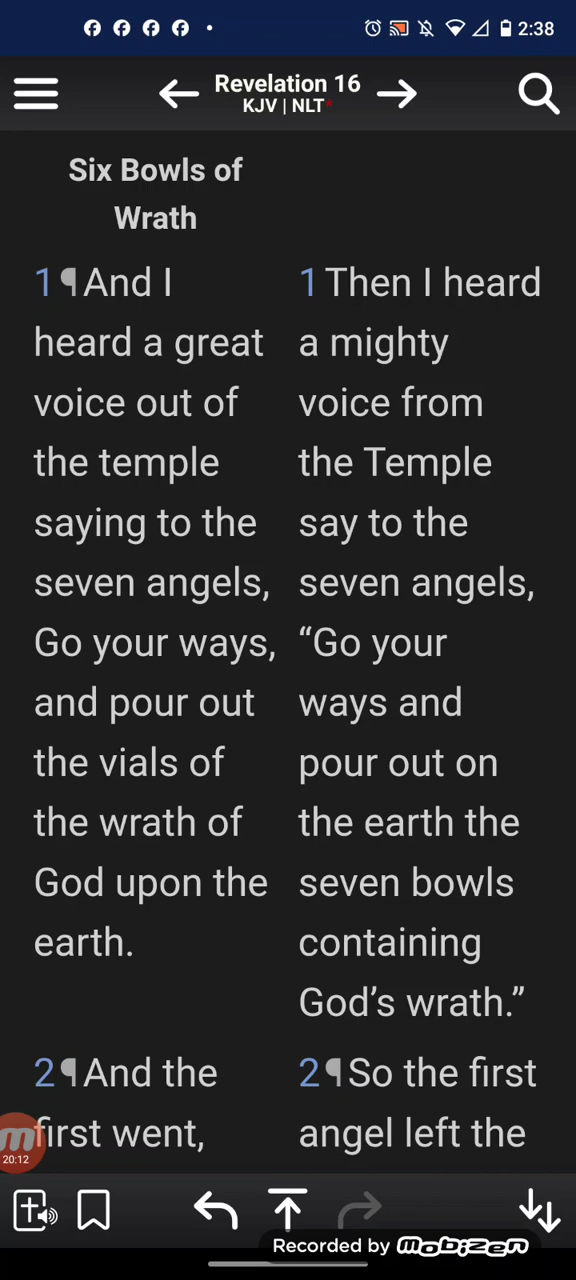 2:38
Revelation 16
KJV | NLT*
Six Bowls of
Wrath
1 ¶ And I
heard a great
voice out of
the temple
saying to the
seven angels,
Go your ways,
and pour out
the vials of
the wrath of
God upon the
earth.
2 ¶ And the
first went,
1 Then I heard
a mighty
voice from
the Temple
say to the
seven angels,
“Go your
ways and
pour out on
the earth the
seven bowls
containing
God’s wrath.”
2 ¶ So the first
angel left the
20:12
Recorded by mobizen